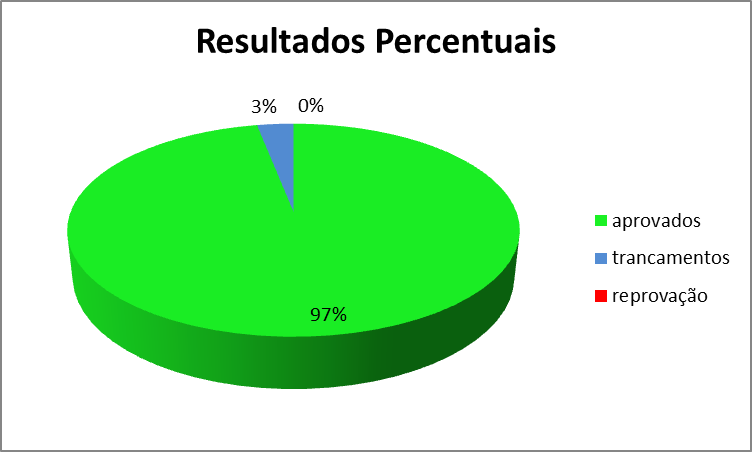 Resultados Percentuais
3%
0%
97%
aprovados
trancamentos
reprovação